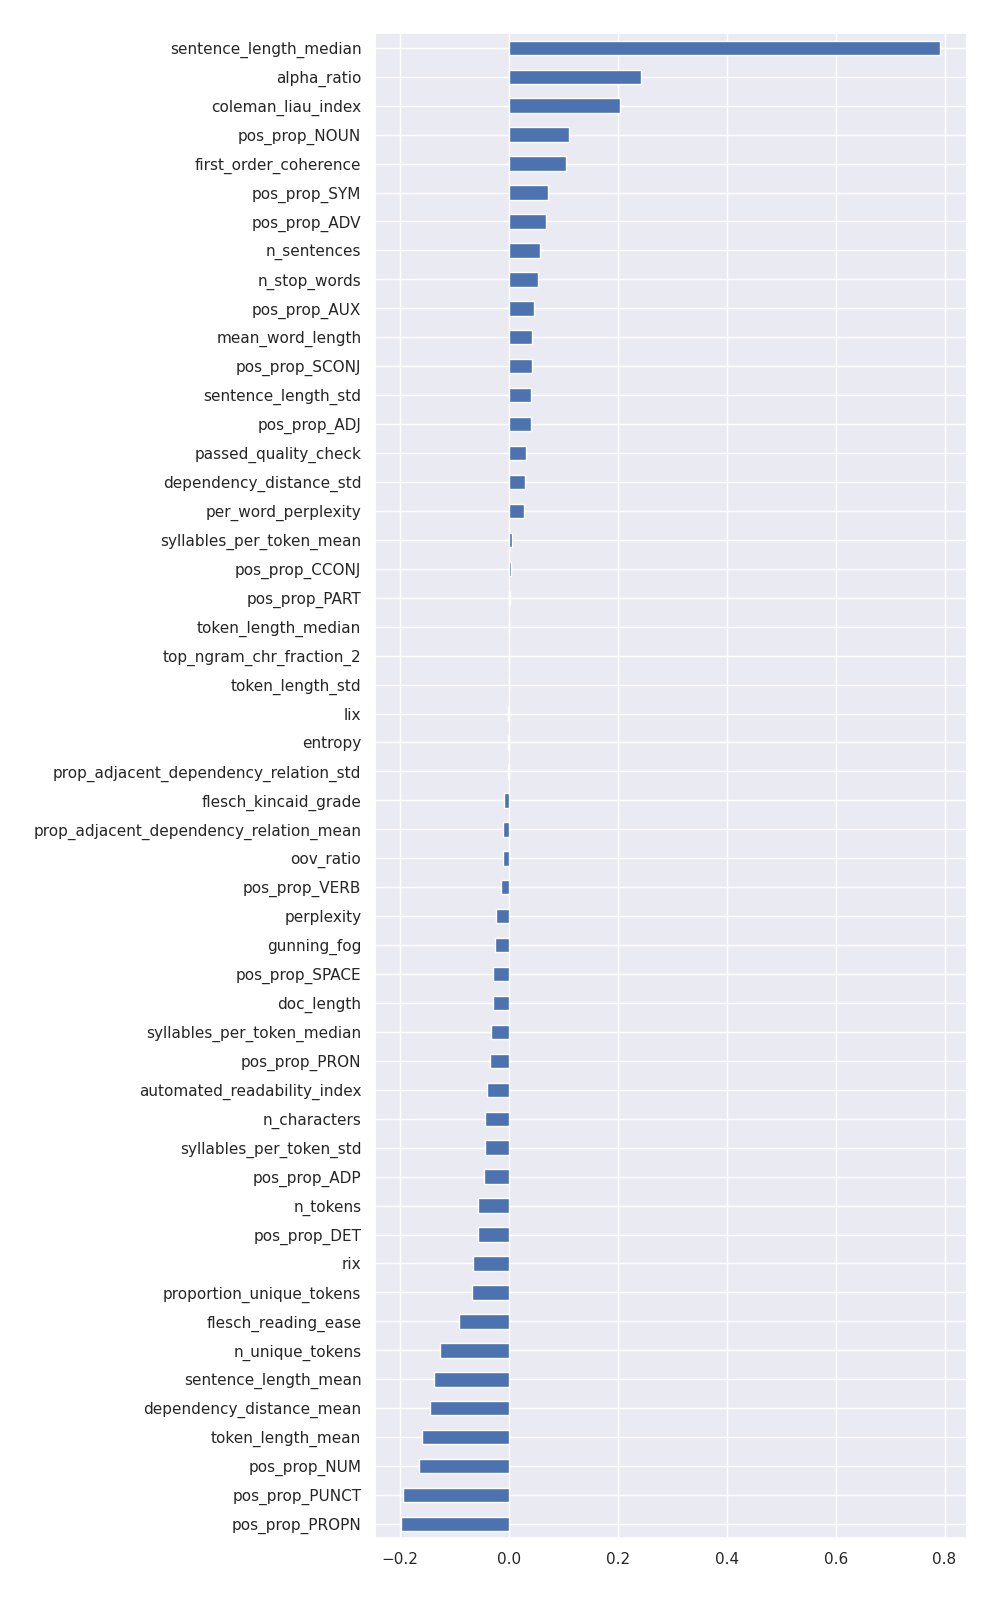 sentence_length_median
alpha_ratio
coleman_liau_index
pos_prop_NOUN
first_order_coherence
pos_prop_SYM
pos_prop_ADV
n_sentences
n_stop_words
pos_prop_AUX
mean_word_length
pos_prop_SCONJ
sentence_length_std
pos_prop_ADJ
passed_quality_check
dependency_distance_std
per_word_perplexity
syllables_per_token_mean
pos_prop_CCONJ
pos_prop_PART
token_length_median
top_ngram_chr_fraction_2
token_length_std
lix
entropy
prop_adjacent_dependency_relation_std
flesch_kincaid_grade
prop_adjacent_dependency_relation_mean
oov_ratio
pos_prop_VERB
perplexity
gunning_fog
pos_prop_SPACE
doc_length
syllables_per_token_median
pos_prop_PRON
automated_readability_index
n_characters
syllables_per_token_std
pos_prop_ADP
n_tokens
pos_prop_DET
rix
proportion_unique_tokens
flesch_reading_ease
n_unique_tokens
sentence_length_mean
dependency_distance_mean
token_length_mean
pos_prop_NUM
pos_prop_PUNCT
pos_prop_PROPN
−0.2 0.0 0.2 0.4 0.6 0.8